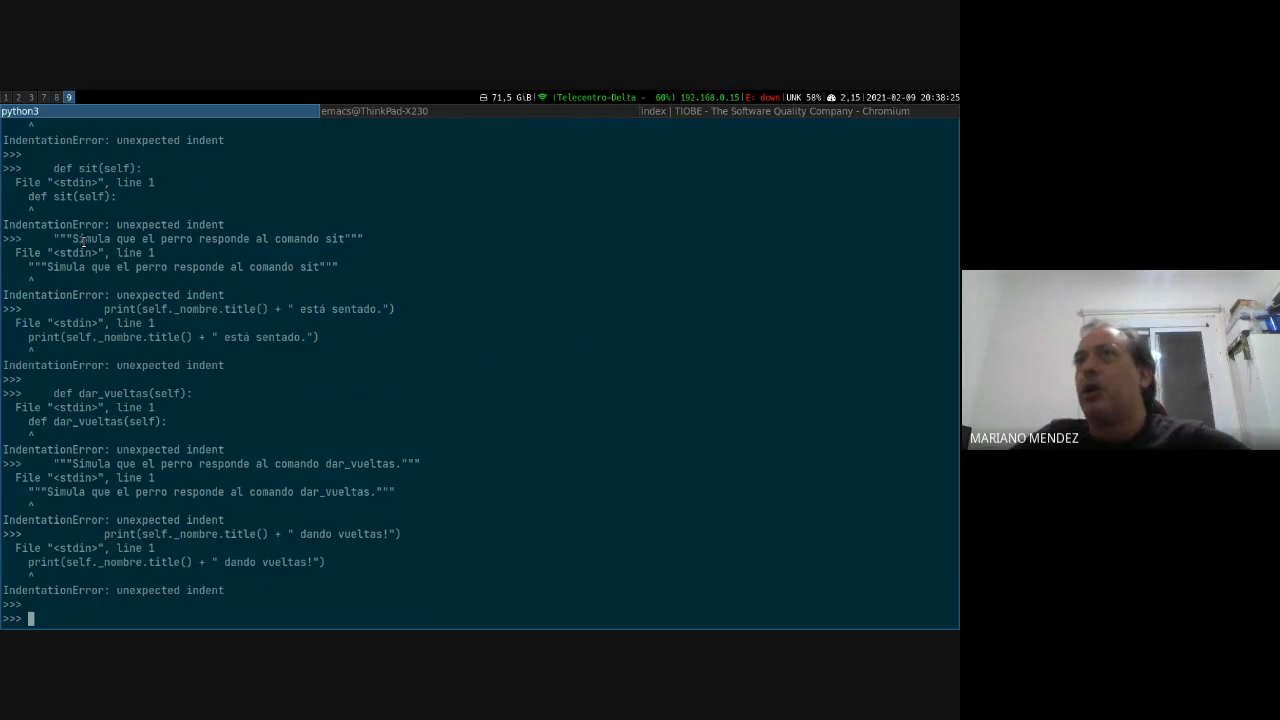 1 2 3 7 8 9
71,5 GiB| (Telecentro-Delta - 60%) 192.168.0.15|E: down|UNK 58%| 2,15|2021-02-09 20:38:25
python3
emacs@ThinkPad-X230
index | TIOBE - The Software Quality Company - Chromium
^
IndentationError: unexpected indent
>>>
>>>     def sit(self):
  File "<stdin>", line 1
    def sit(self):
    ^
IndentationError: unexpected indent
>>>     """Simula que el perro responde al comando sit"""
  File "<stdin>", line 1
    """Simula que el perro responde al comando sit"""
    ^
IndentationError: unexpected indent
>>>             print(self._nombre.title() + " está sentado.")
  File "<stdin>", line 1
    print(self._nombre.title() + " está sentado.")
    ^
IndentationError: unexpected indent
>>>
>>>     def dar_vueltas(self):
  File "<stdin>", line 1
    def dar_vueltas(self):
    ^
IndentationError: unexpected indent
>>>     """Simula que el perro responde al comando dar_vueltas."""
  File "<stdin>", line 1
    """Simula que el perro responde al comando dar_vueltas."""
    ^
IndentationError: unexpected indent
>>>             print(self._nombre.title() + " dando vueltas!")
  File "<stdin>", line 1
    print(self._nombre.title() + " dando vueltas!")
    ^
IndentationError: unexpected indent
>>>
>>>
MARIANO MENDEZ